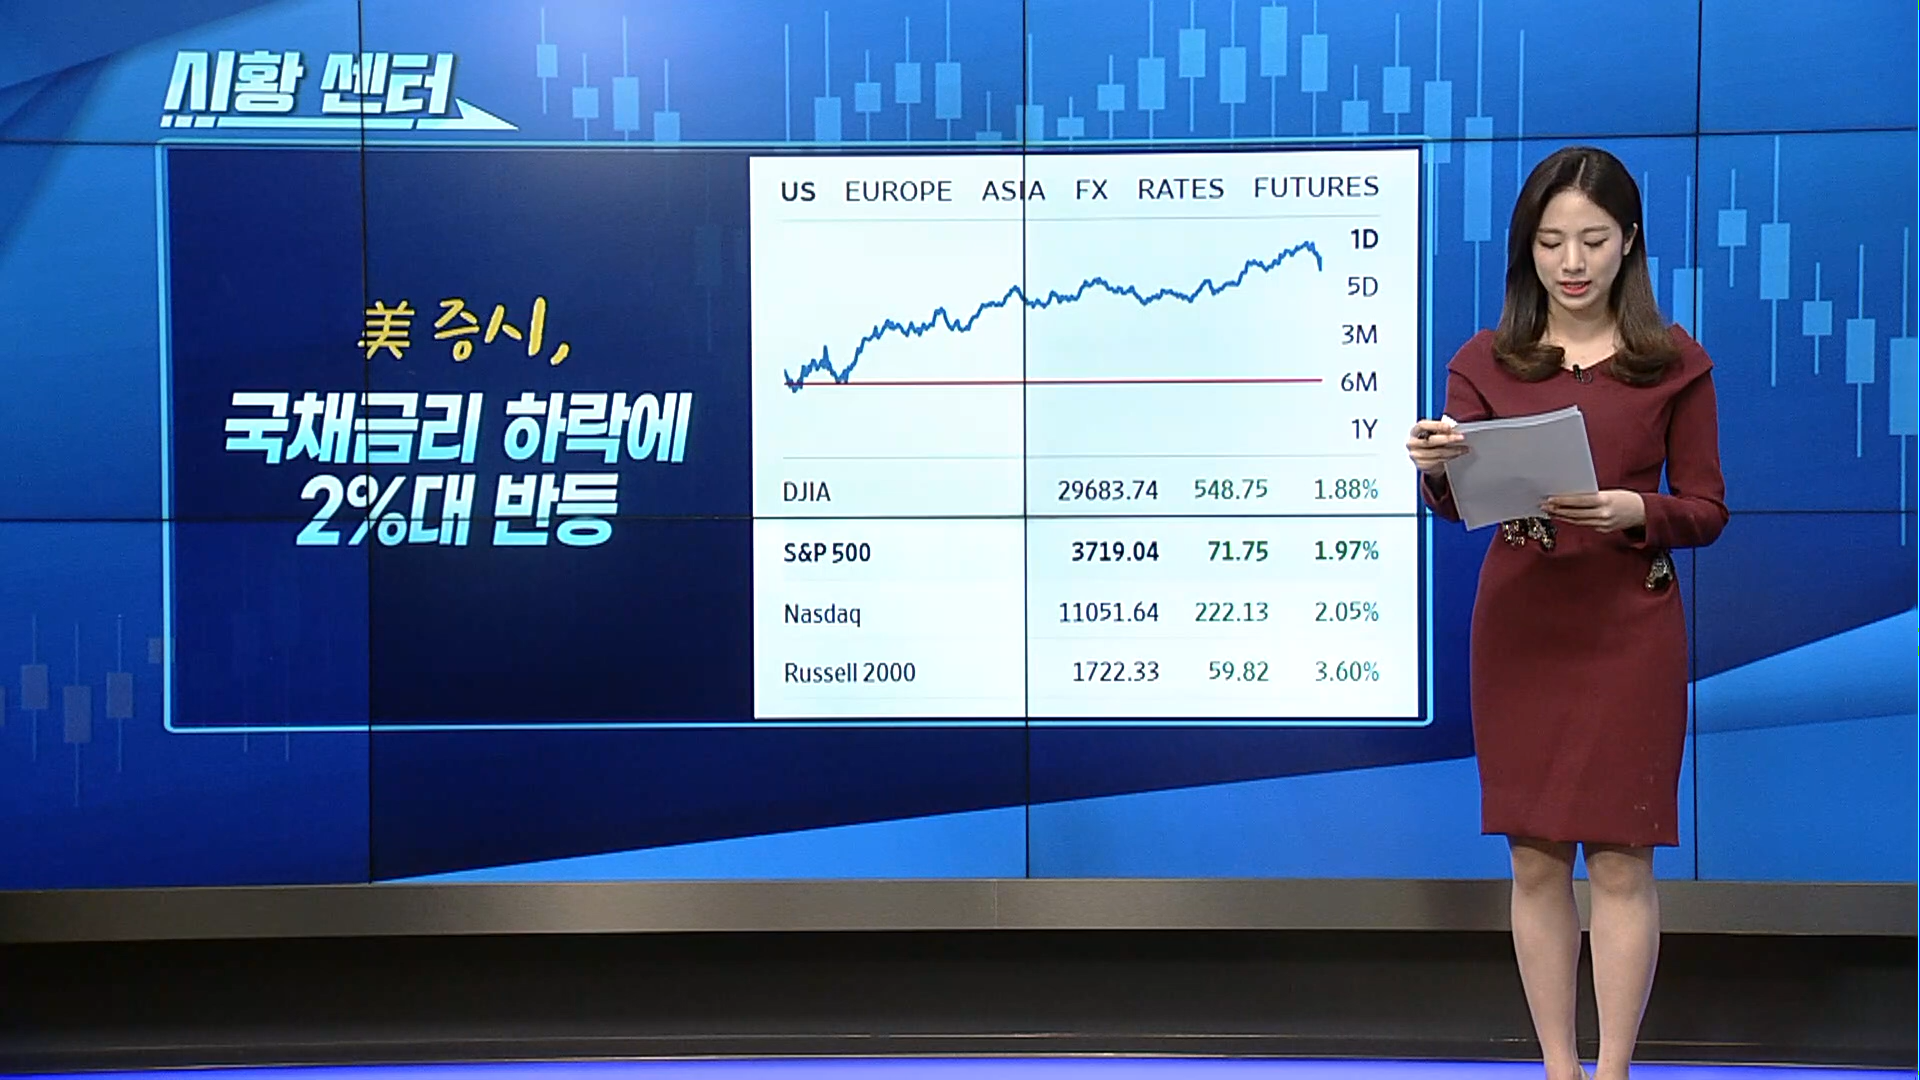 시황 센터
美 증시,
국채금리 하락에
2%대 반등
US EUROPE ASIA FX RATES FUTURES
1D
5D
3M
6M
1Y
DJIA 29683.74 548.75 1.88%
S&P 500 3719.04 71.75 1.97%
Nasdaq 11051.64 222.13 2.05%
Russell 2000 1722.33 59.82 3.60%